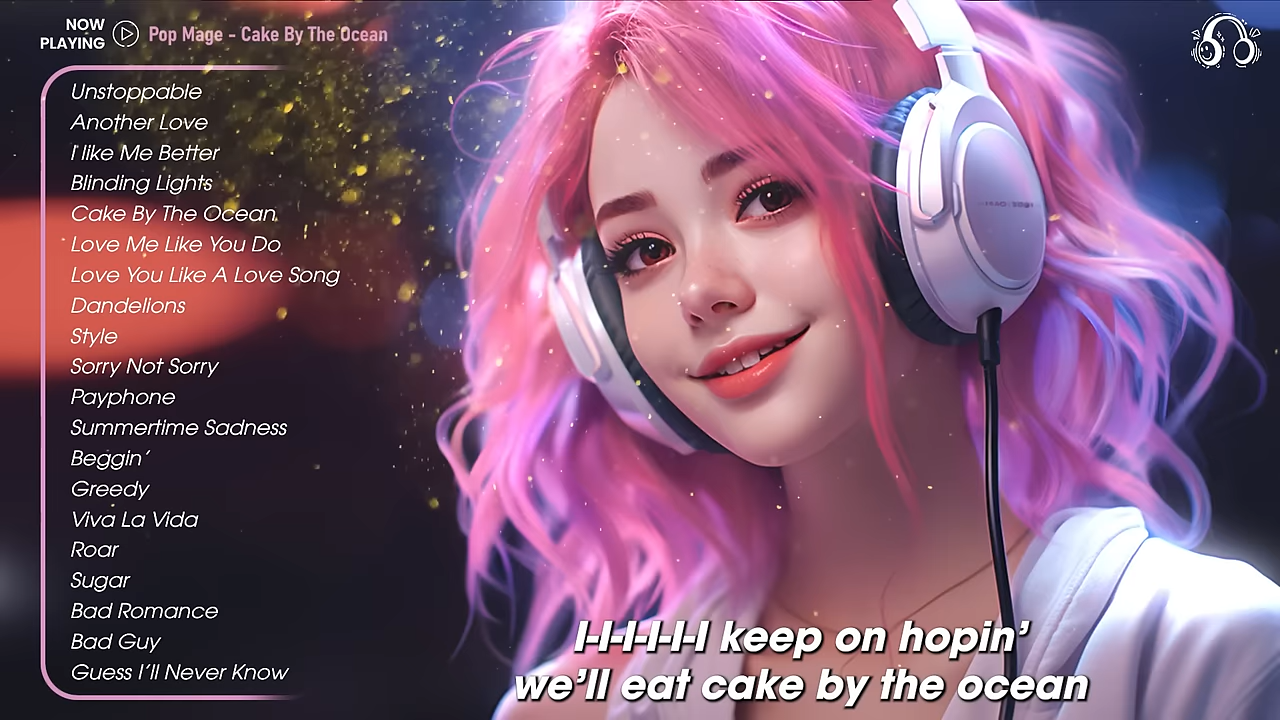 NOW
PLAYING
Pop Mage - Cake By The Ocean
Unstoppable
Another Love
I like Me Better
Blinding Lights
Cake By The Ocean
Love Me Like You Do
Love You Like A Love Song
Dandelions
Style
Sorry Not Sorry
Payphone
Summertime Sadness
Beggin’
Greedy
Viva La Vida
Roar
Sugar
Bad Romance
Bad Guy
Guess I’ll Never Know
I-I-I-I-I-I keep on hopin’
we’ll eat cake by the ocean